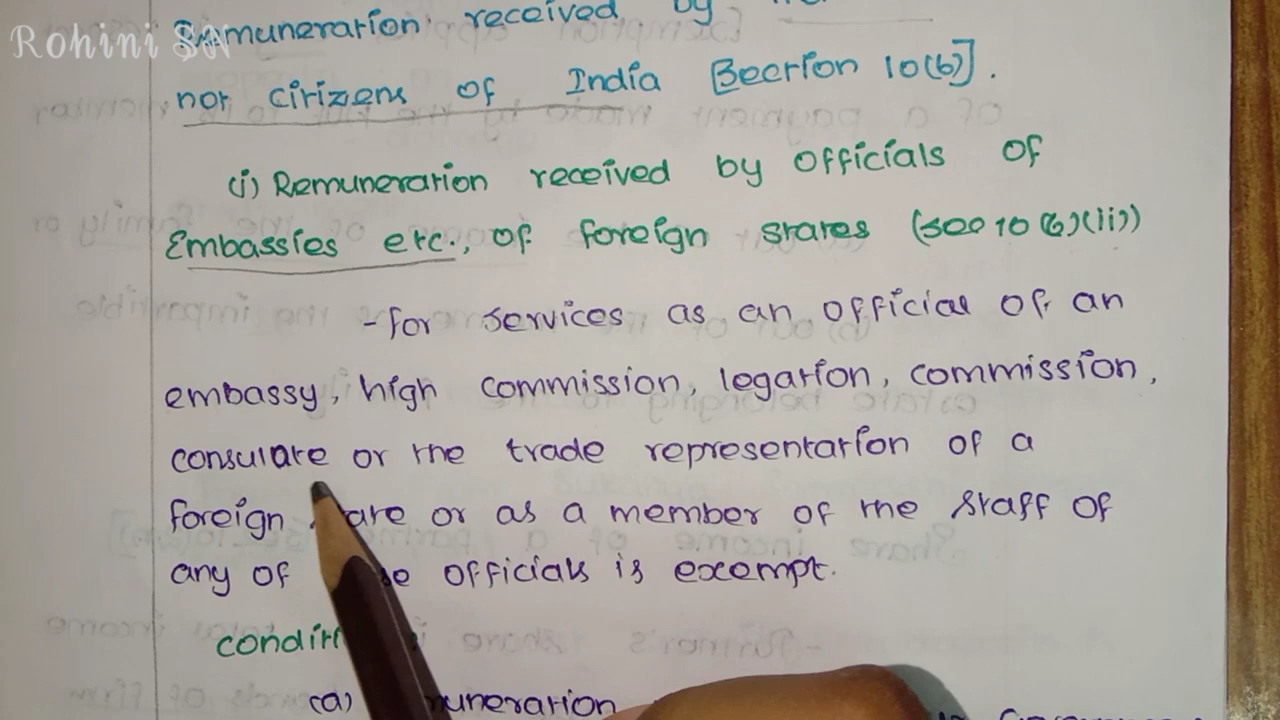 Rohini SN
Remuneration received by
not citizens of India [Section 10(6)].
(i) Remuneration received by officials of
Embassies etc., of foreign states (sec 10(6)(ii))
-for services as an official of an
embassy, high commission, legation, commission,
consulate or the trade representation of a
foreign or as a member of the staff of
any of officials is exempt.
(a)